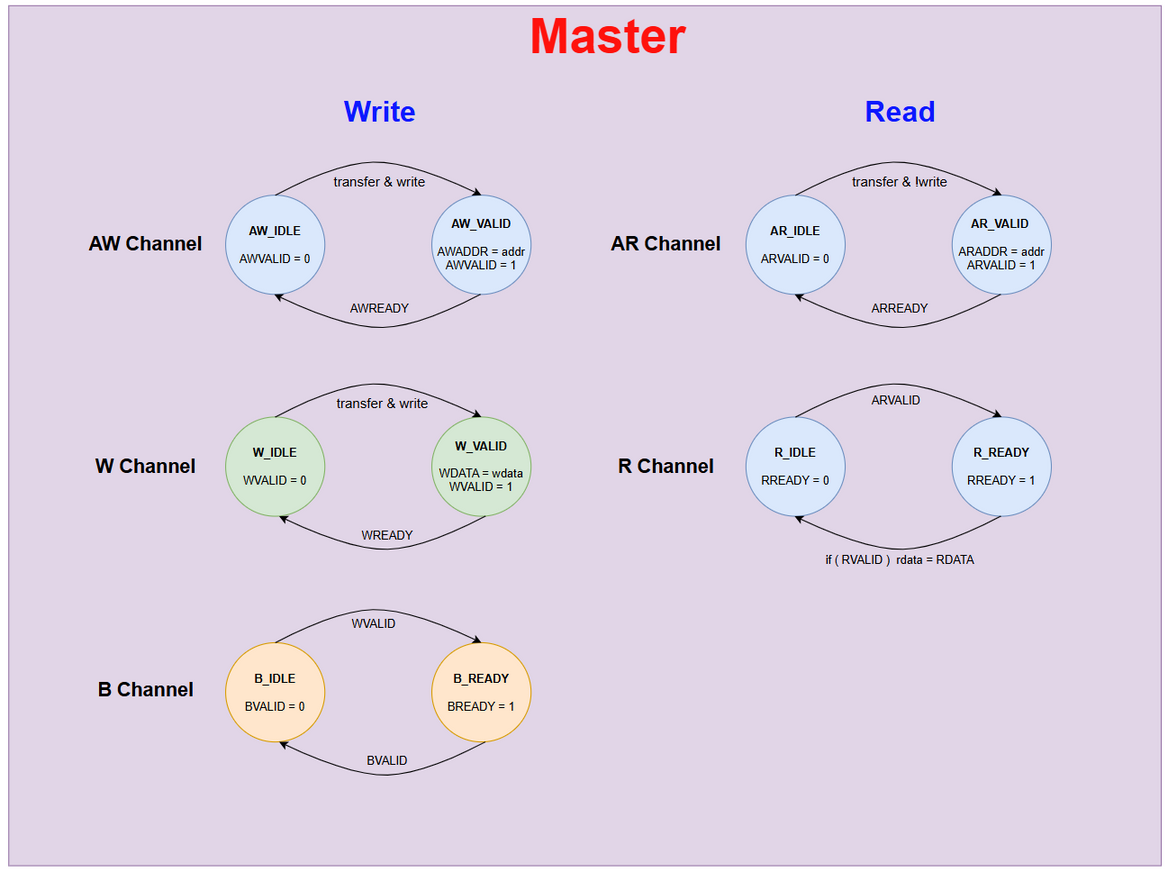 Master
Write
Read
transfer & write
AW Channel
AW_IDLE
AWVALID = 0
AW_VALID
AWADDR = addr
AWVALID = 1
AWREADY
transfer & !write
AR Channel
AR_IDLE
ARVALID = 0
AR_VALID
ARADDR = addr
ARVALID = 1
ARREADY
transfer & write
W Channel
W_IDLE
WVALID = 0
W_VALID
WDATA = wdata
WVALID = 1
WREADY
ARVALID
R Channel
R_IDLE
RREADY = 0
R_READY
RREADY = 1
if ( RVALID ) rdata = RDATA
WVALID
B Channel
B_IDLE
BVALID = 0
B_READY
BREADY = 1
BVALID